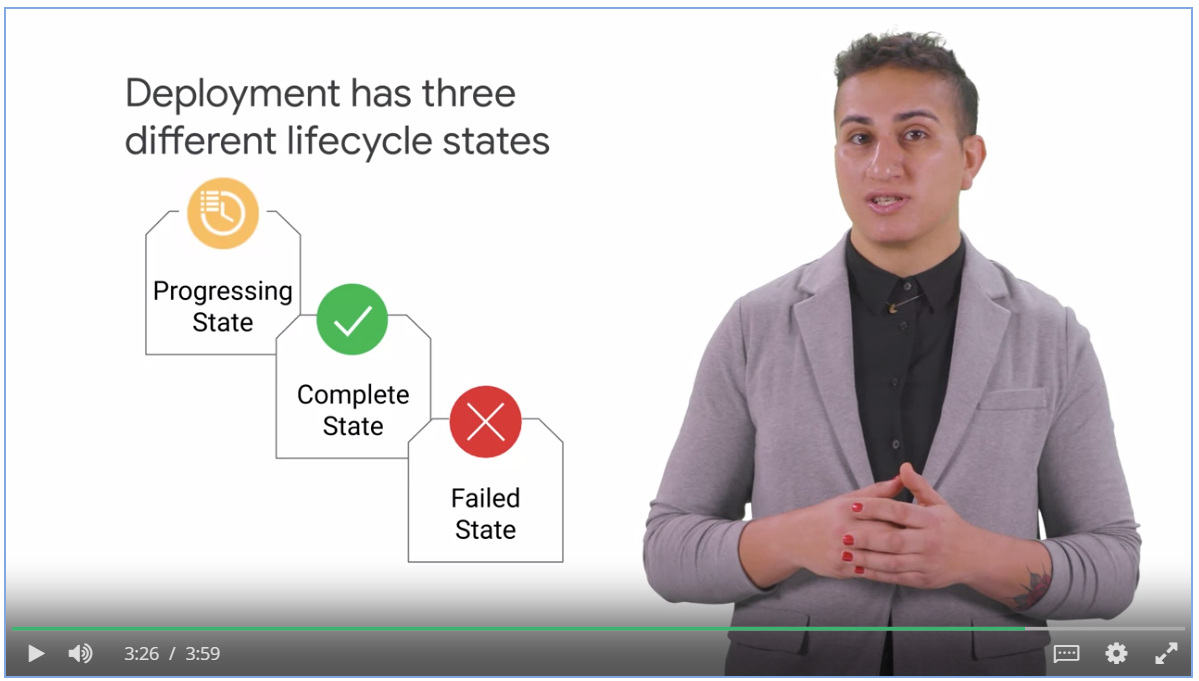 Deployment has three
different lifecycle states
Progressing
State
Complete
State
Failed
State
3:26 / 3:59